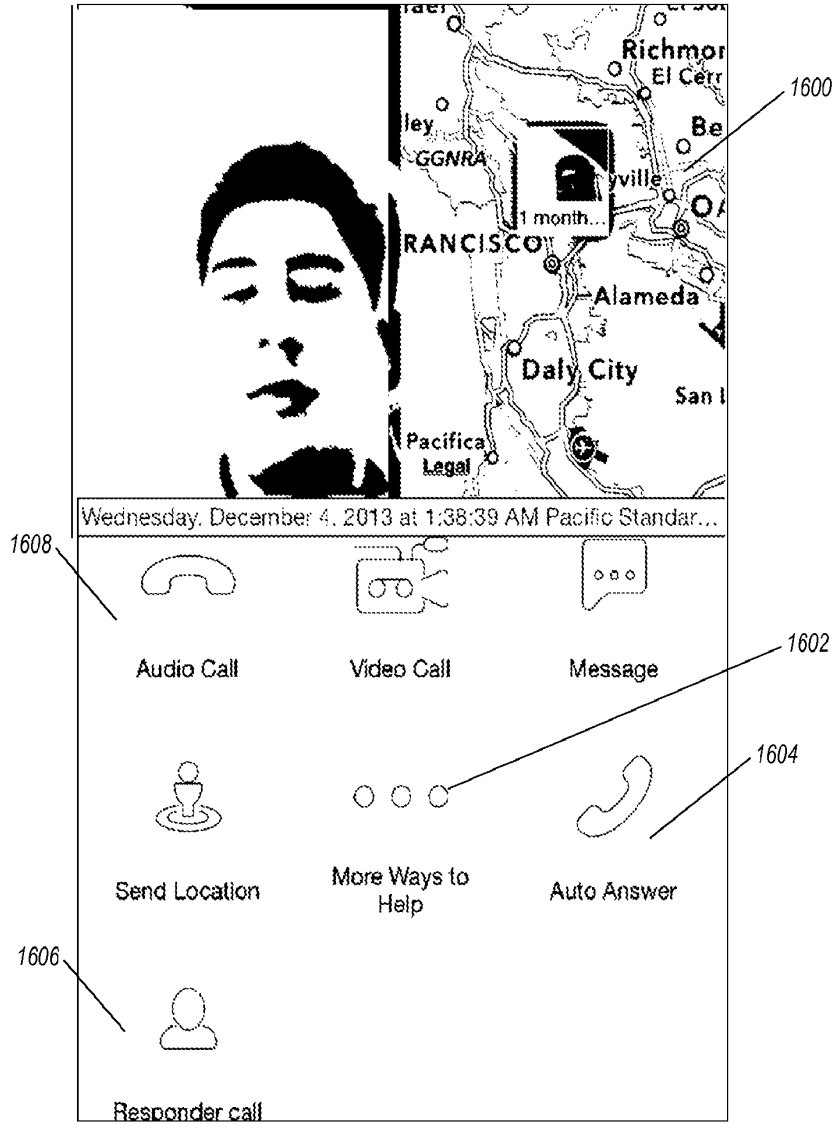 Richmor
El Cerr
1600
ley
Be
GGNRA
yville
OA
1 month...
RANCISCO
Alameda
Daly City
San
Pacifica
Legal
Wednesday, December 4, 2013 at 1:38:39 AM Pacific Standar...
1608
1602
Audio Call Video Call Message
1604
Send Location More Ways to Help Auto Answer
1606
Responder call